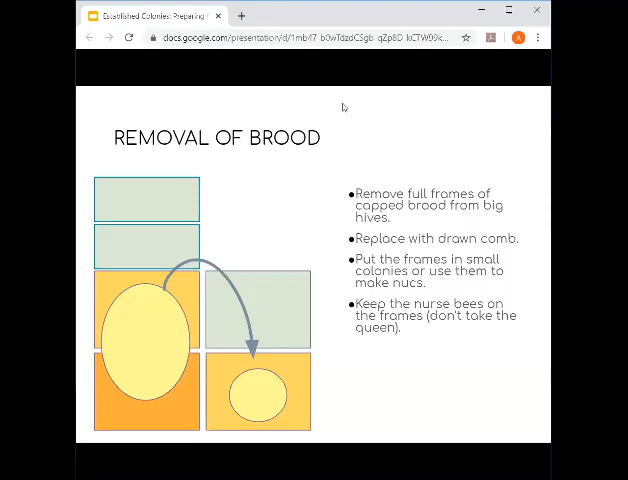 Established Colonies: Preparing f
docs.google.com/presentation/d/1mb47-b0wTdzdCSgb-qZp8D_kCTW99k...
A
REMOVAL OF BROOD
●Remove full frames of
capped brood from big
hives.
●Replace with drawn comb.
●Put the frames in small
colonies or use them to
make nucs.
●Keep the nurse bees on
the frames (don't take the
queen).